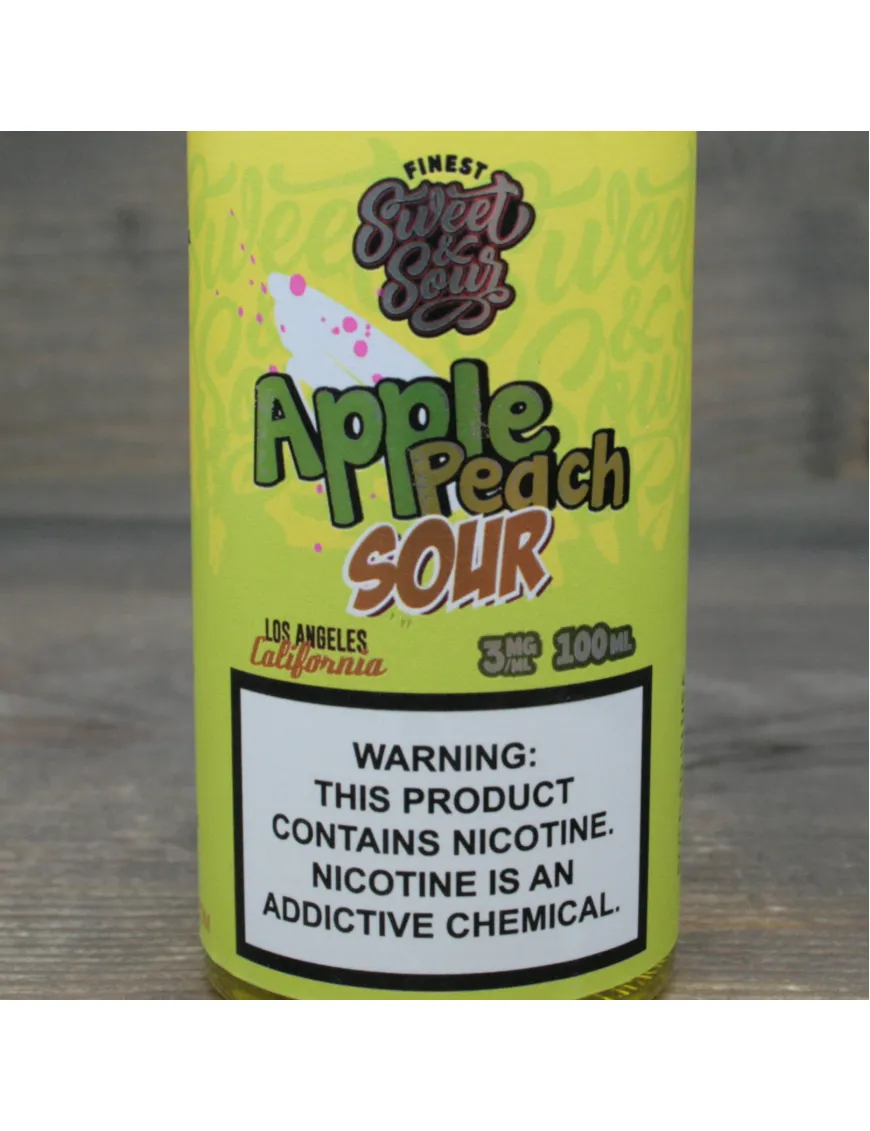 FINEST
Sweet
&
Sour
Apple
Peach
SOUR
LOS ANGELES
California
3MG/ML 100ML
WARNING:
THIS PRODUCT
CONTAINS NICOTINE.
NICOTINE IS AN
ADDICTIVE CHEMICAL.